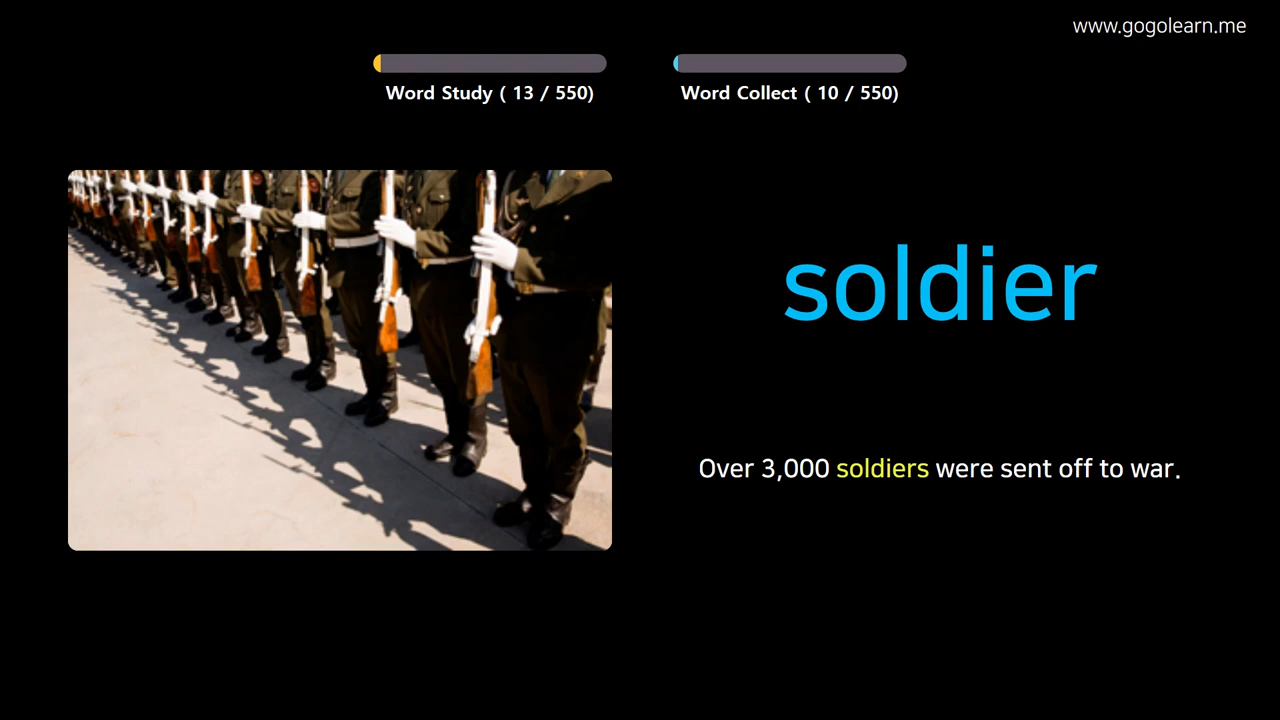 www.gogolearn.me
Word Study ( 13 / 550)
Word Collect ( 10 / 550)
soldier
Over 3,000 soldiers were sent off to war.